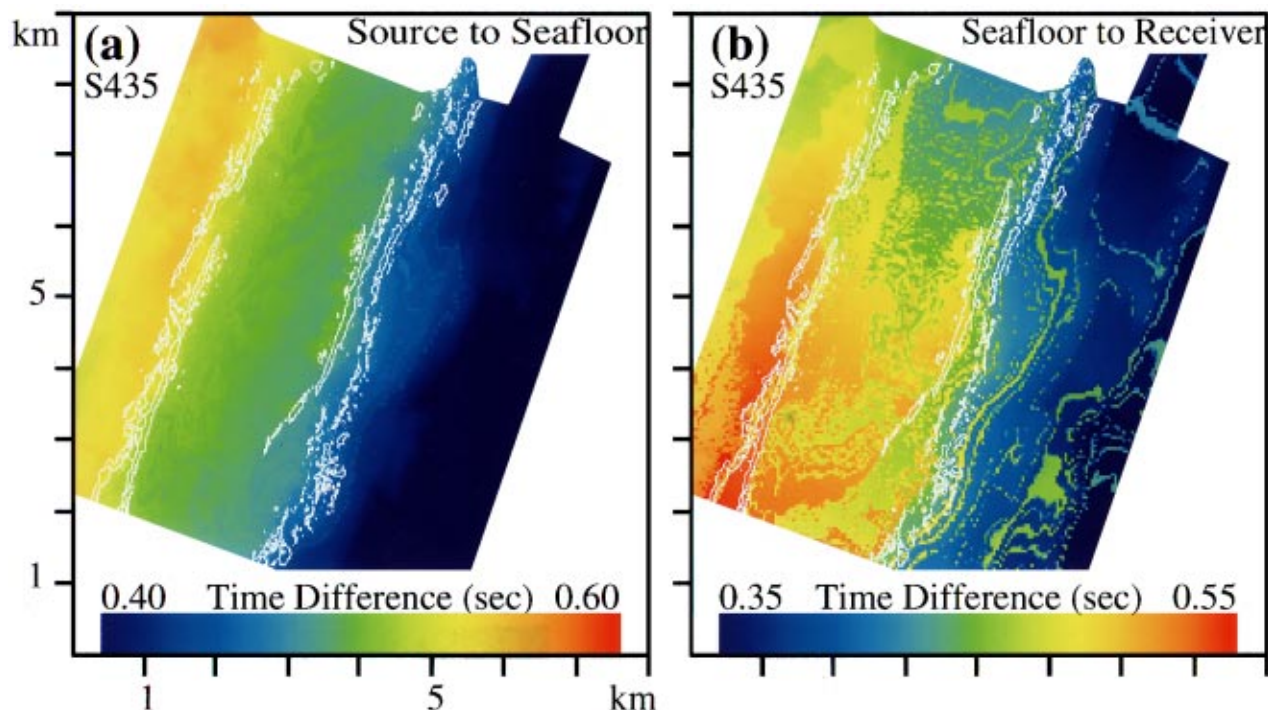 km
(a) Source to Seafloor
S435
5
1
0.40 Time Difference (sec) 0.60
1 5 km
(b) Seafloor to Receiver
S435
0.35 Time Difference (sec) 0.55